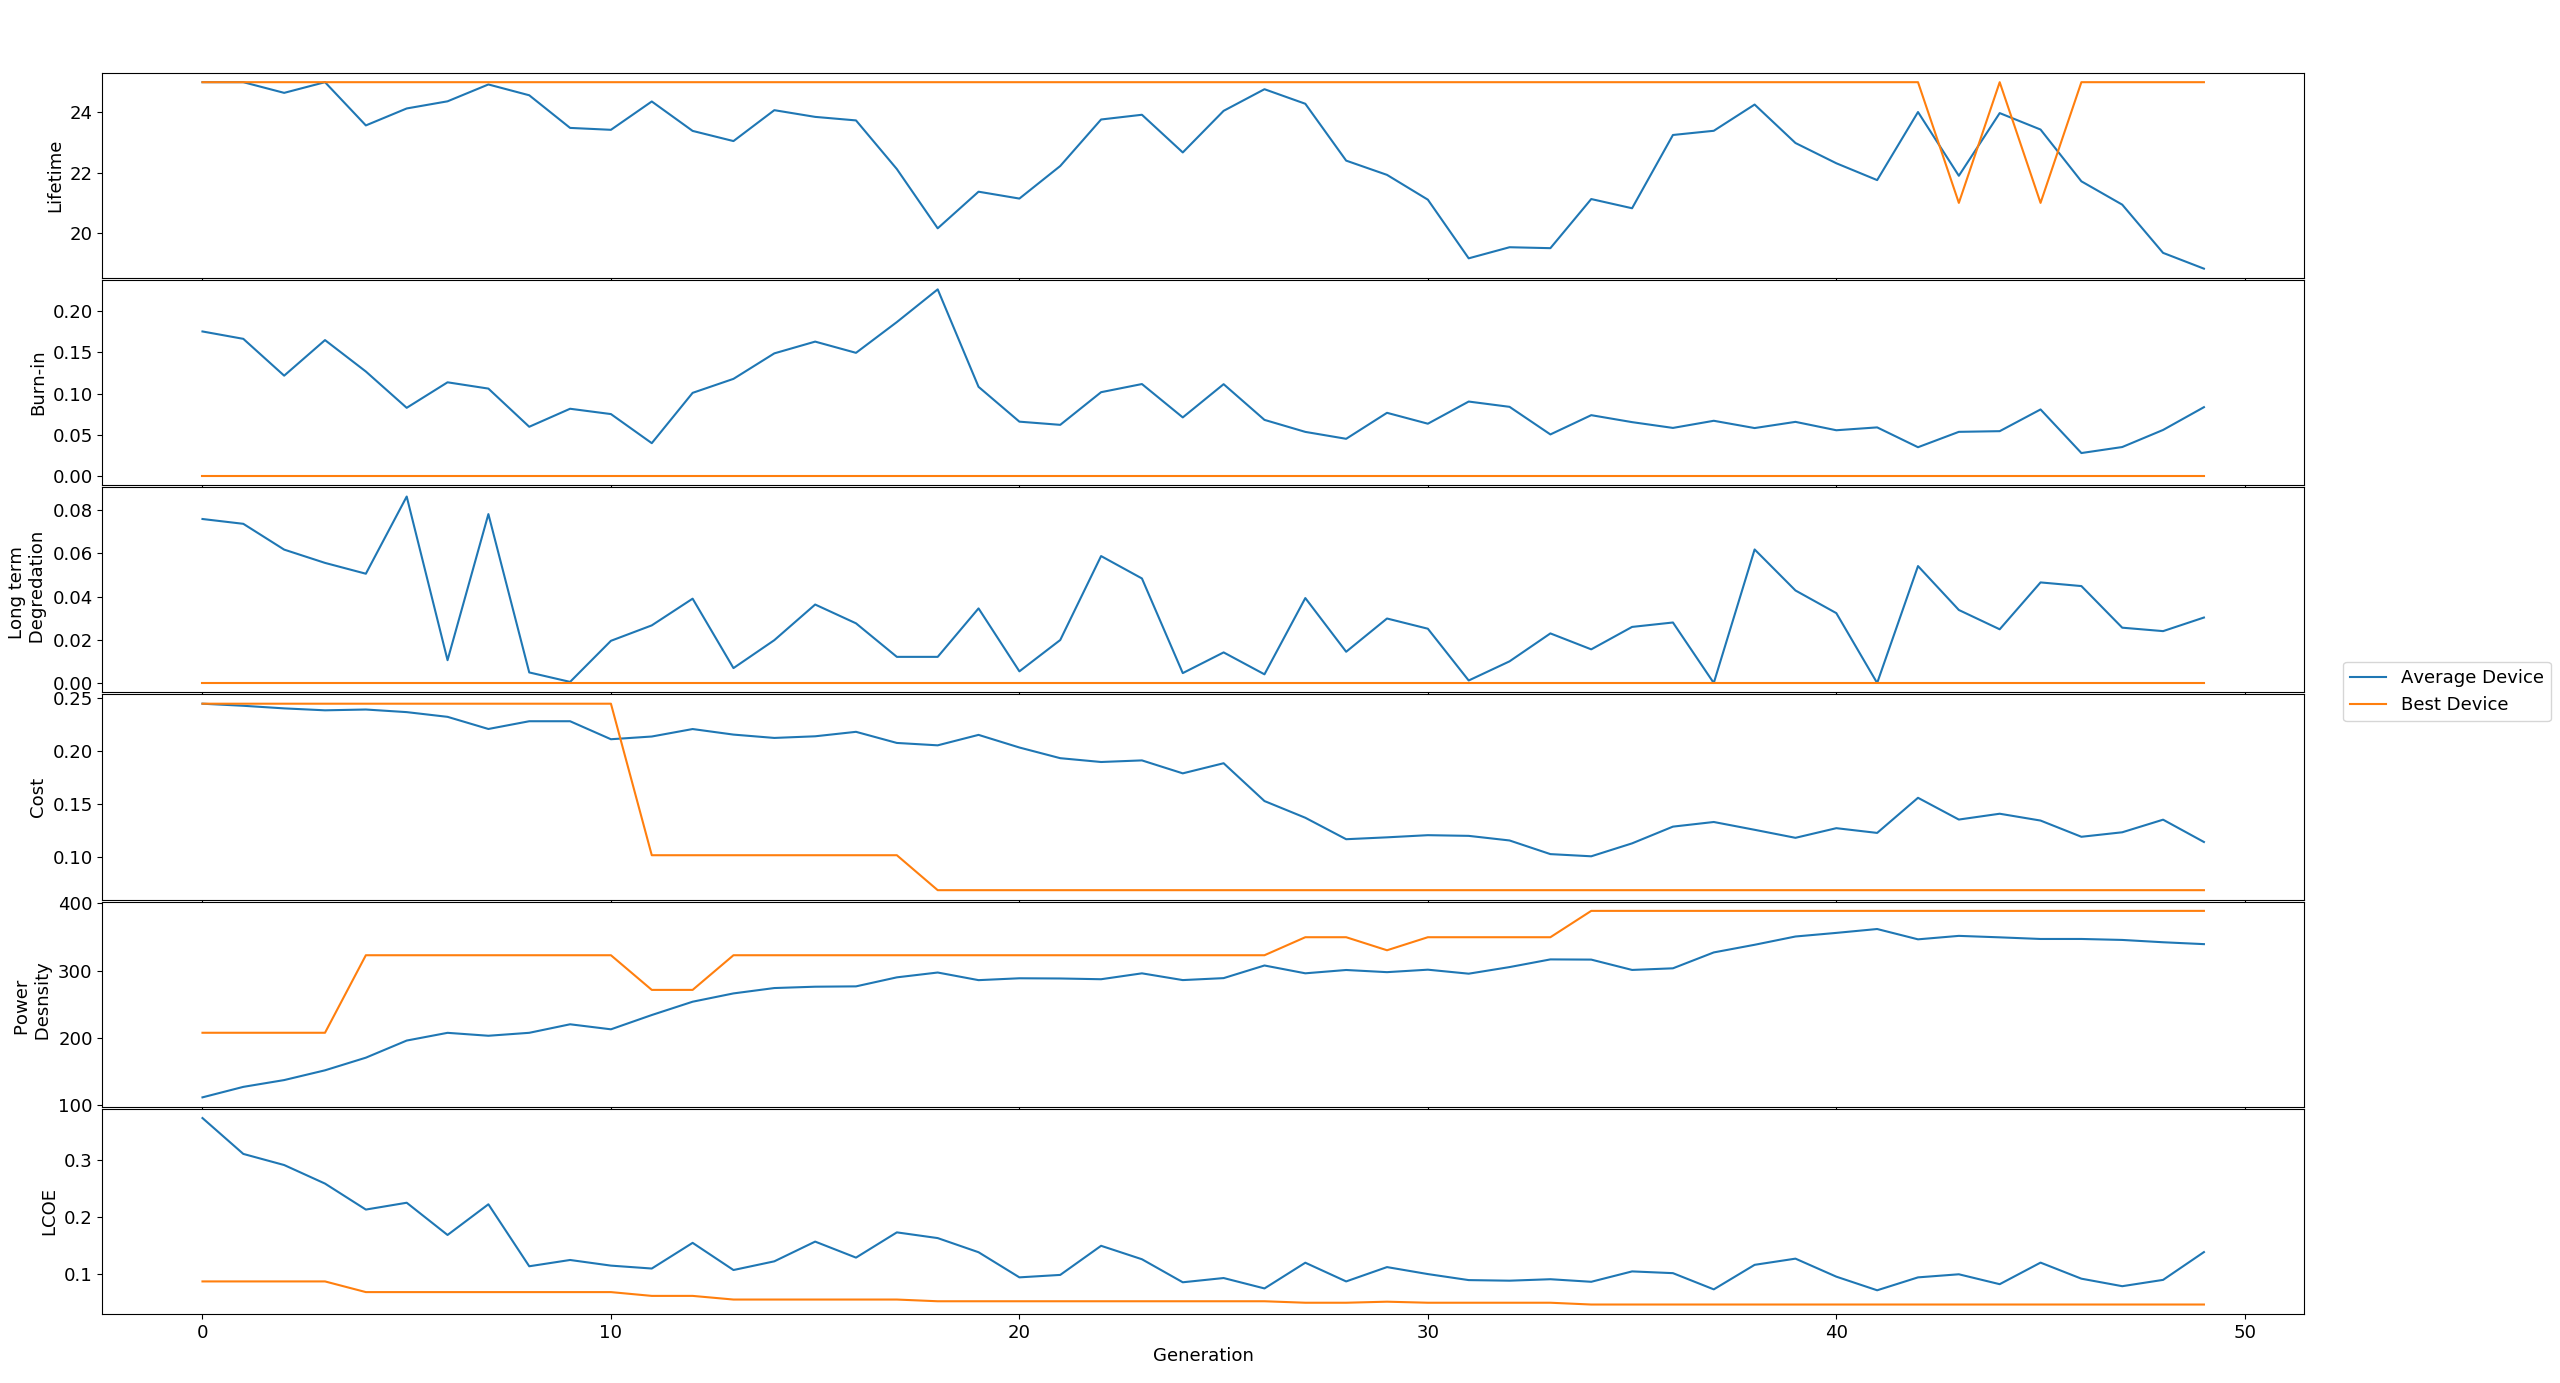 24
22
20
Lifetime
0.20
0.15
0.10
0.05
0.00
Burn-in
0.08
0.06
0.04
0.02
0.00
Long term
Degredation
0.25
0.20
0.15
0.10
Cost
400
300
200
100
Power
Desnsity
0.3
0.2
0.1
LCOE
0 10 20 30 40 50
Generation
Average Device
Best Device